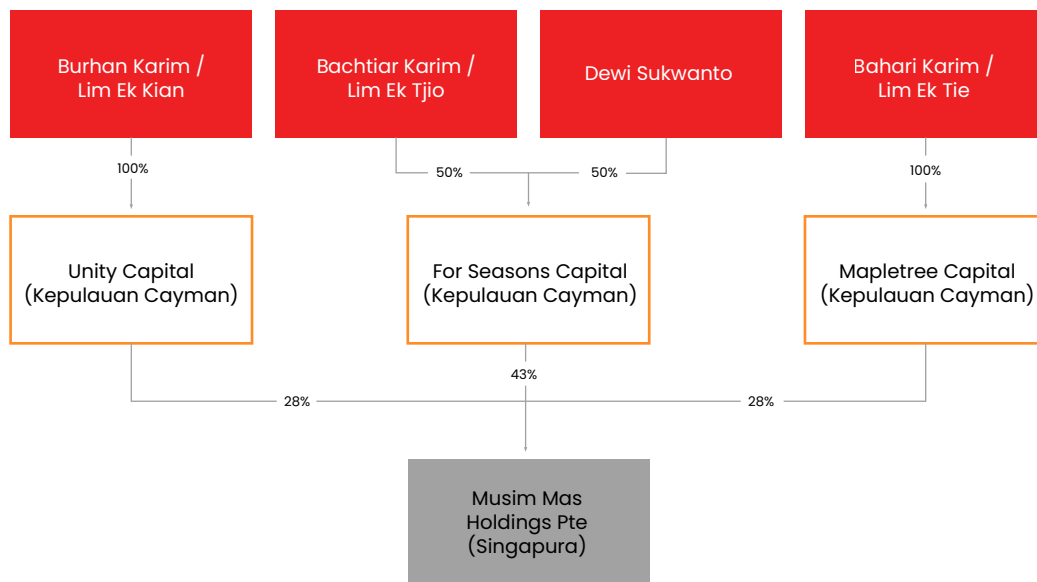 Burhan Karim /
Lim Ek Kian
Bachtiar Karim /
Lim Ek Tjio
Dewi Sukwanto
Bahari Karim /
Lim Ek Tie
100%
50%
50%
100%
Unity Capital
(Kepulauan Cayman)
For Seasons Capital
(Kepulauan Cayman)
Mapletree Capital
(Kepulauan Cayman)
43%
28%
28%
Musim Mas
Holdings Pte
(Singapura)